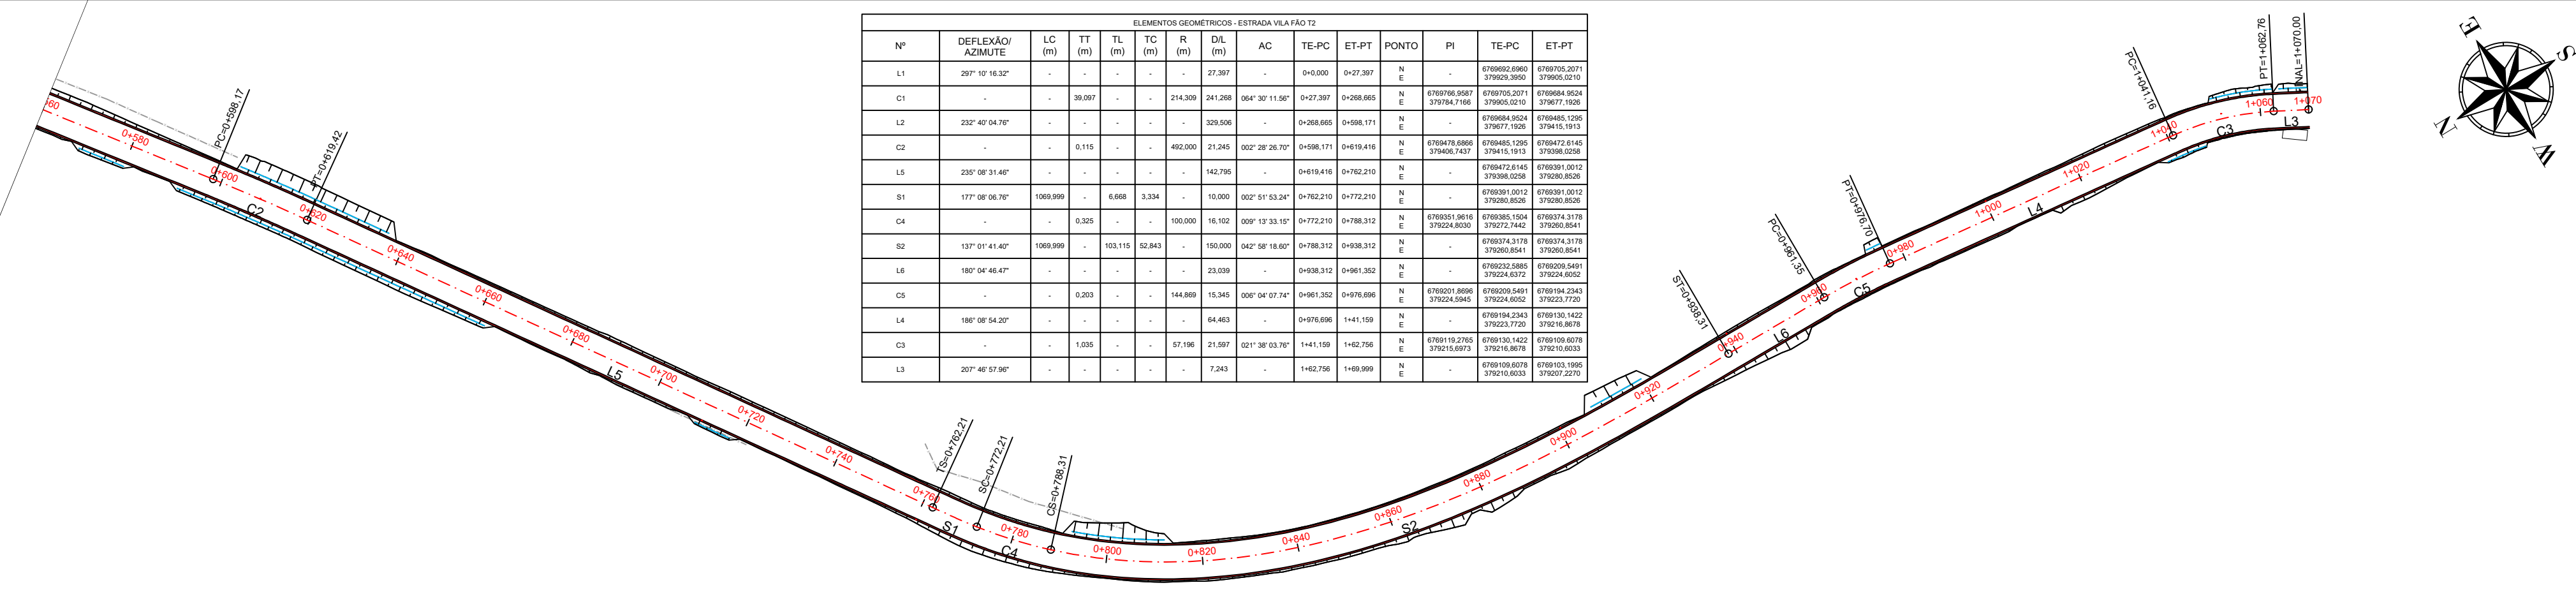 ELEMENTOS GEOMÉTRICOS - ESTRADA VILA FÃO T2
Nº DEFLEXÃO/ AZIMUTE LC (m) TT (m) TL (m) TC (m) R (m) D/L (m) AC TE-PC ET-PT PONTO PI TE-PC ET-PT
L1 297° 10' 16.32" - - - - - 27,397 - 0+0,000 0+27,397 N E - 6769692,6960 379929,3950 6769705,2071 379905,0210
C1 - - 39,097 - - 214,309 241,268 064° 30' 11.56" 0+27,397 0+268,665 N E 6769766,9587 379784,7166 6769705,2071 379905,0210 6769684.9524 379677,1926
L2 232° 40' 04.76" - - - - - 329,506 - 0+268,665 0+598,171 N E - 6769684,9524 379677,1926 6769485,1295 379415,1913
C2 - - 0,115 - - 492,000 21,245 002° 28' 26.70" 0+598,171 0+619,416 N E 6769478,6866 379406,7437 6769485,1295 379415,1913 6769472.6145 379398,0258
L5 235° 08' 31.46" - - - - - 142,795 - 0+619,416 0+762,210 N E - 6769472,6145 379398,0258 6769391,0012 379280,8526
S1 177° 08' 06.76" 1069,999 - 6,668 3,334 - 10,000 002° 51' 53.24" 0+762,210 0+772,210 N E - 6769391,0012 379280,8526 6769391,0012 379280,8526
C4 - - 0,325 - - 100,000 16,102 009° 13' 33.15" 0+772,210 0+788,312 N E 6769351,9616 379224,8030 6769385,1504 379272,7442 6769374.3178 379260,8541
S2 137° 01' 41.40" 1069,999 - 103,115 52,843 - 150,000 042° 58' 18.60" 0+788,312 0+938,312 N E - 6769374,3178 379260,8541 6769374,3178 379260,8541
L6 180° 04' 46.47" - - - - - 23,039 - 0+938,312 0+961,352 N E - 6769232,5885 379224,6372 6769209,5491 379224,6052
C5 - - 0,203 - - 144,869 15,345 006° 04' 07.74" 0+961,352 0+976,696 N E 6769201,8696 379224,5945 6769209,5491 379224,6052 6769194.2343 379223,7720
L4 186° 08' 54.20" - - - - - 64,463 - 0+976,696 1+41,159 N E - 6769194,2343 379223,7720 6769130,1422 379216,8678
C3 - - 1,035 - - 57,196 21,597 021° 38' 03.76" 1+41,159 1+62,756 N E 6769119,2765 379215,6973 6769130,1422 379216,8678 6769109.6078 379210,6033
L3 207° 46' 57.96" - - - - - 7,243 - 1+62,756 1+69,999 N E - 6769109,6078 379210,6033 6769103,1995 379207,2270
0+580
PC=0+598,17
0+600
C2
PT=0+619,42
0+620
0+640
0+660
0+680
L5
0+700
0+720
0+740
0+760
TS=0+762,21
S1
SC=0+772,21
0+780
C4
CS=0+788,31
0+800
0+820
0+840
0+860
S2
0+880
0+900
0+920
ST=0+938,31
0+940
L6
PC=0+961,35
0+960
C5
PT=0+976,70
0+980
1+000
L4
1+020
PC=1+041,16
1+040
C3
PT=1+062,76
1+060
L3
NAL=1+070,00
1+070
E
S
N
W